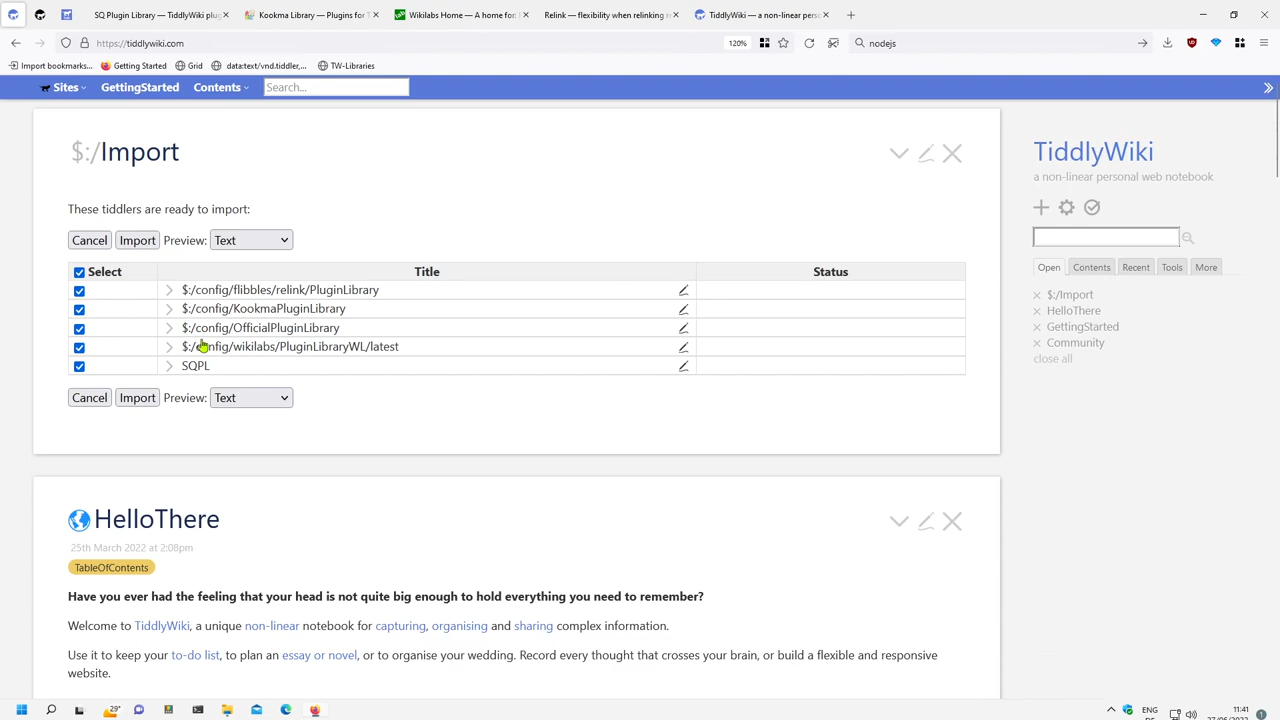 SQ Plugin Library — TiddlyWiki plug
Kookma Library — Plugins for T
Wikilabs Home — A home for
Relink — flexibility when relinking r
TiddlyWiki — a non-linear perso
https://tiddlywiki.com
120%
nodejs
Import bookmarks...
Getting Started
Grid
data:text/vnd.tiddler,...
TW-Libraries
Sites
GettingStarted
Contents
Search...
$:/Import
These tiddlers are ready to import:
Cancel Import Preview: Text
Select Title Status
$:/config/flibbles/relink/PluginLibrary
$:/config/KookmaPluginLibrary
$:/config/OfficialPluginLibrary
$:/config/wikilabs/PluginLibraryWL/latest
SQPL
Cancel Import Preview: Text
HelloThere
25th March 2022 at 2:08pm
TableOfContents
Have you ever had the feeling that your head is not quite big enough to hold everything you need to remember?
Welcome to TiddlyWiki, a unique non-linear notebook for capturing, organising and sharing complex information.
Use it to keep your to-do list, to plan an essay or novel, or to organise your wedding. Record every thought that crosses your brain, or build a flexible and responsive
website.
TiddlyWiki
a non-linear personal web notebook
Open Contents Recent Tools More
$:/Import
HelloThere
GettingStarted
Community
close all
29°
ENG
11:41